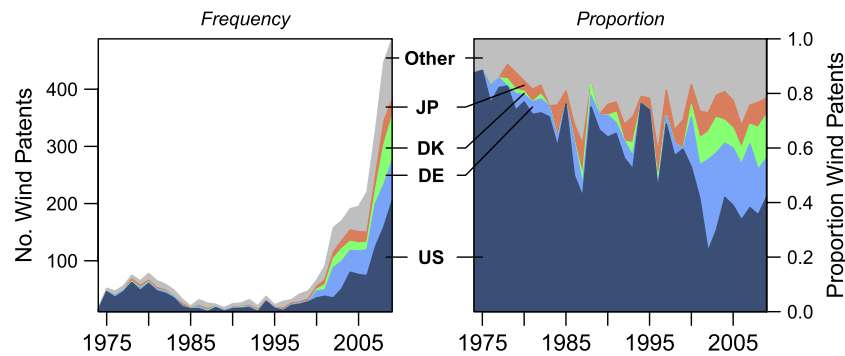 Frequency
Proportion
No. Wind Patents
400
300
200
100
1975
1985
1995
2005
Other
JP
DK
DE
US
1975
1985
1995
2005
1.0
0.8
0.6
0.4
0.2
0.0
Proportion Wind Patents